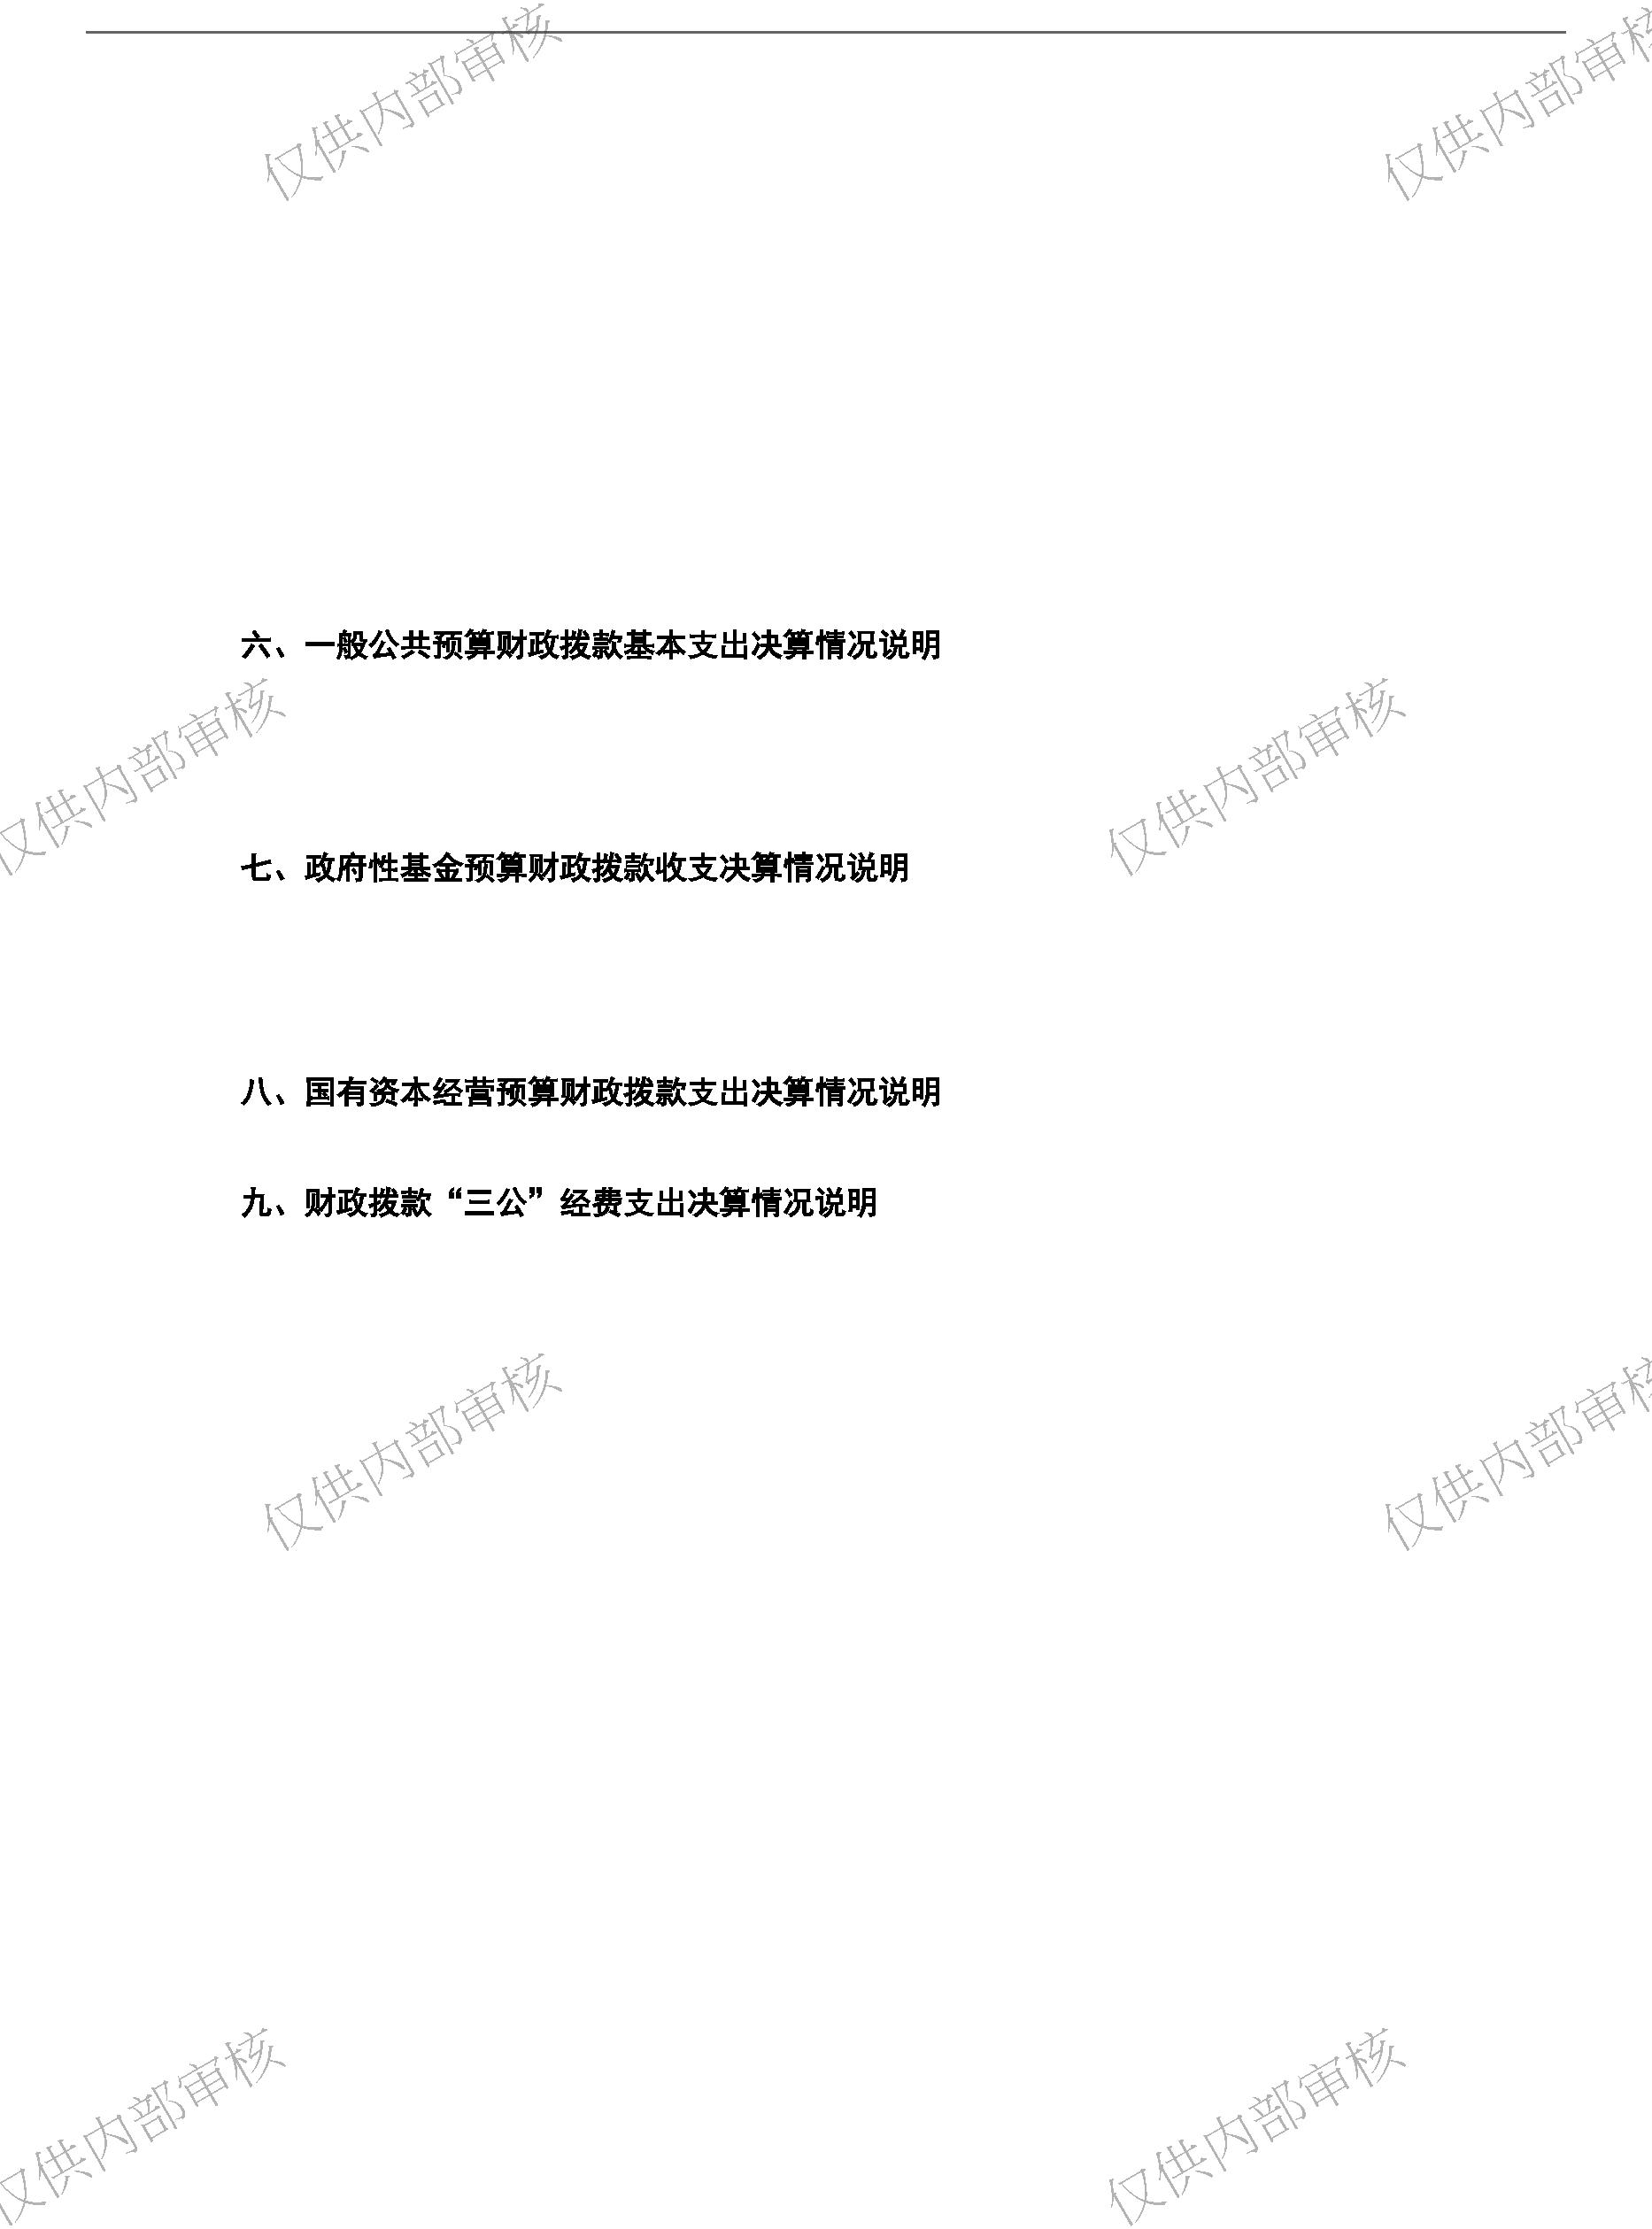 仅供内部审核
仅供内部审核
六、一般公共预算财政拨款基本支出决算情况说明
仅供内部审核
仅供内部审核
七、政府性基金预算财政拨款收支决算情况说明
八、国有资本经营预算财政拨款支出决算情况说明
九、财政拨款“三公”经费支出决算情况说明
仅供内部审核
仅供内部审核
仅供内部审核
仅供内部审核